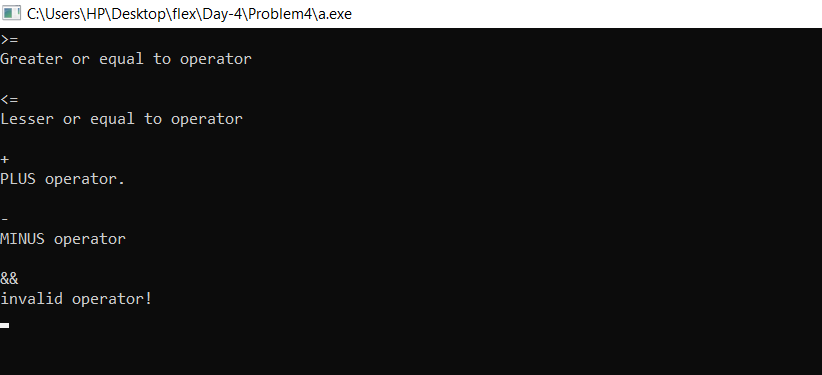 C:\Users\HP\Desktop\flex\Day-4\Problem4\a.exe
>=
Greater or equal to operator
<=
Lesser or equal to operator
+
PLUS operator.
-
MINUS operator
&&
invalid operator!